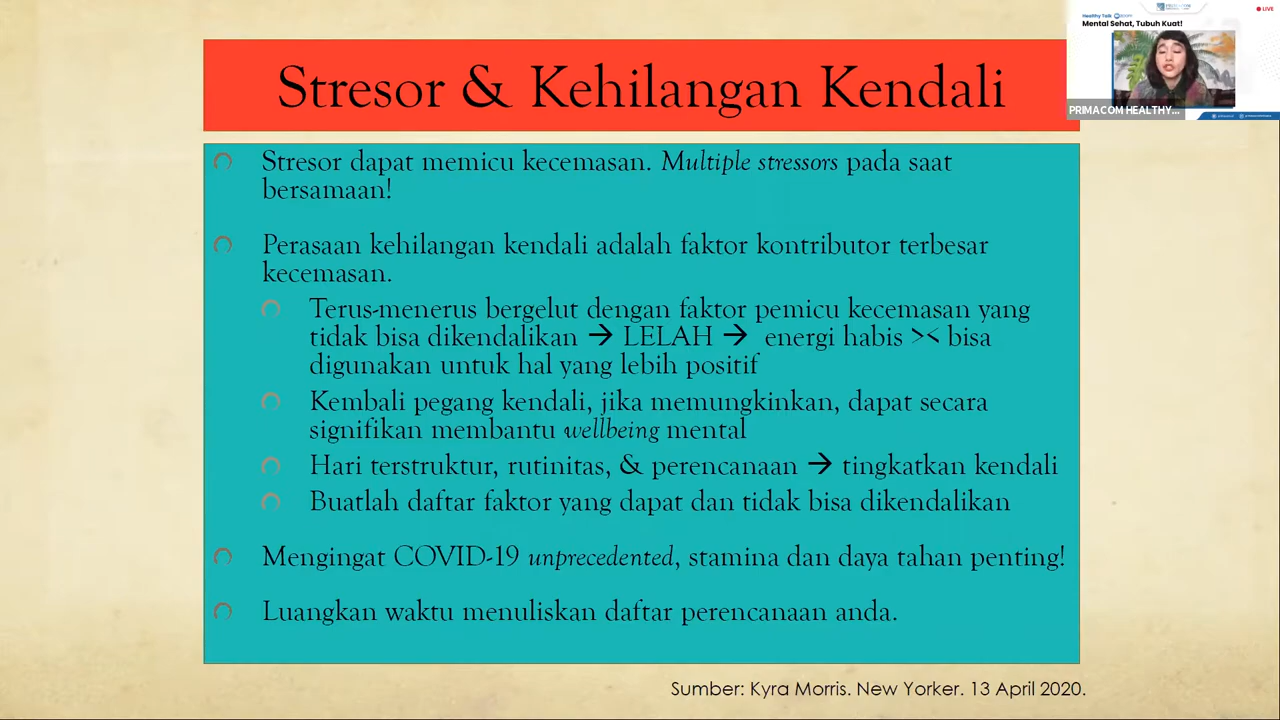 Stresor & Kehilangan Kendali
Stresor dapat memicu kecemasan. Multiple stressors pada saat
bersamaan!
Perasaan kehilangan kendali adalah faktor kontributor terbesar
kecemasan.
Terus-menerus bergelut dengan faktor pemicu kecemasan yang
tidak bisa dikendalikan → LELAH → energi habis >< bisa
digunakan untuk hal yang lebih positif
Kembali pegang kendali, jika memungkinkan, dapat secara
signifikan membantu wellbeing mental
Hari terstruktur, rutinitas, & perencanaan → tingkatkan kendali
Buatlah daftar faktor yang dapat dan tidak bisa dikendalikan
Mengingat COVID-19 unprecedented, stamina dan daya tahan penting!
Luangkan waktu menuliskan daftar perencanaan anda.
Sumber: Kyra Morris. New Yorker. 13 April 2020.
LIVE
Healthy Talk
Mental Sehat, Tubuh Kuat!
PRIMACOM HEALTHY...